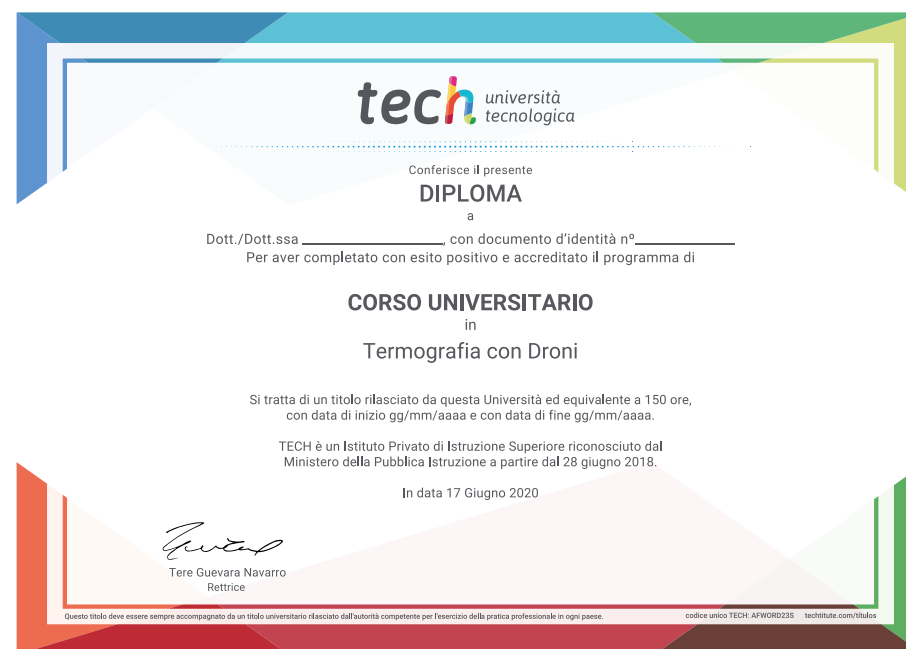 tech università
tecnologica
Conferisce il presente
DIPLOMA
a
Dott./Dott.ssa ____________________, con documento d'identità nº______________
Per aver completato con esito positivo e accreditato il programma di
CORSO UNIVERSITARIO
in
Termografia con Droni
Si tratta di un titolo rilasciato da questa Università ed equivalente a 150 ore,
con data di inizio gg/mm/aaaa e con data di fine gg/mm/aaaa.
TECH è un Istituto Privato di Istruzione Superiore riconosciuto dal
Ministero della Pubblica Istruzione a partire dal 28 giugno 2018.
In data 17 Giugno 2020
Tere Guevara Navarro
Rettrice
Questo titolo deve essere sempre accompagnato da un titolo universitario rilasciato dall'autorità competente per l'esercizio della pratica professionale in ogni paese. codice unico TECH: AFWORD23S techtitute.com/titulos